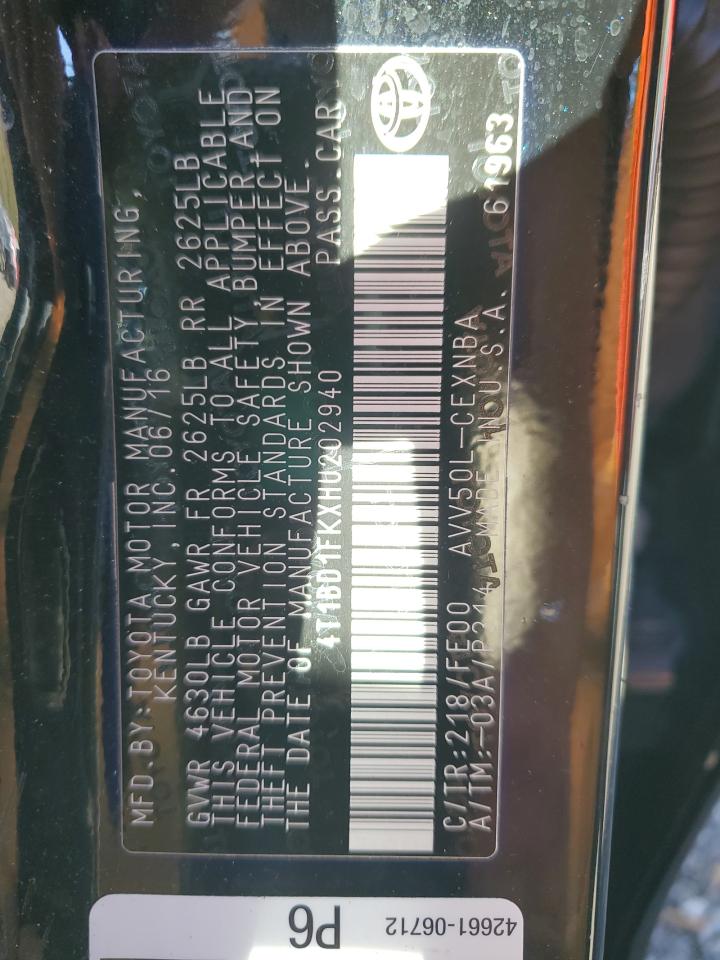 MFD.BY:TOYOTA MOTOR MANUFACTURING,
KENTUCKY,INC.06/16
GVWR 4630LB GAWR FR 2625LB RR 2625LB
THIS VEHICLE CONFORMS TO ALL APPLICABLE
FEDERAL MOTOR VEHICLE SAFETY,BUMPER AND
THEFT PREVENTION STANDARDS IN EFFECT ON
THE DATE OF MANUFACTURE SHOWN ABOVE.
4T1BD1FKXHU202940 PASS.CAR
C/TR:218/FE00 AVV50L-CEXNBA
A/TM:-03A/P314 MADE IN U.S.A. 61963
P6
42661-06712